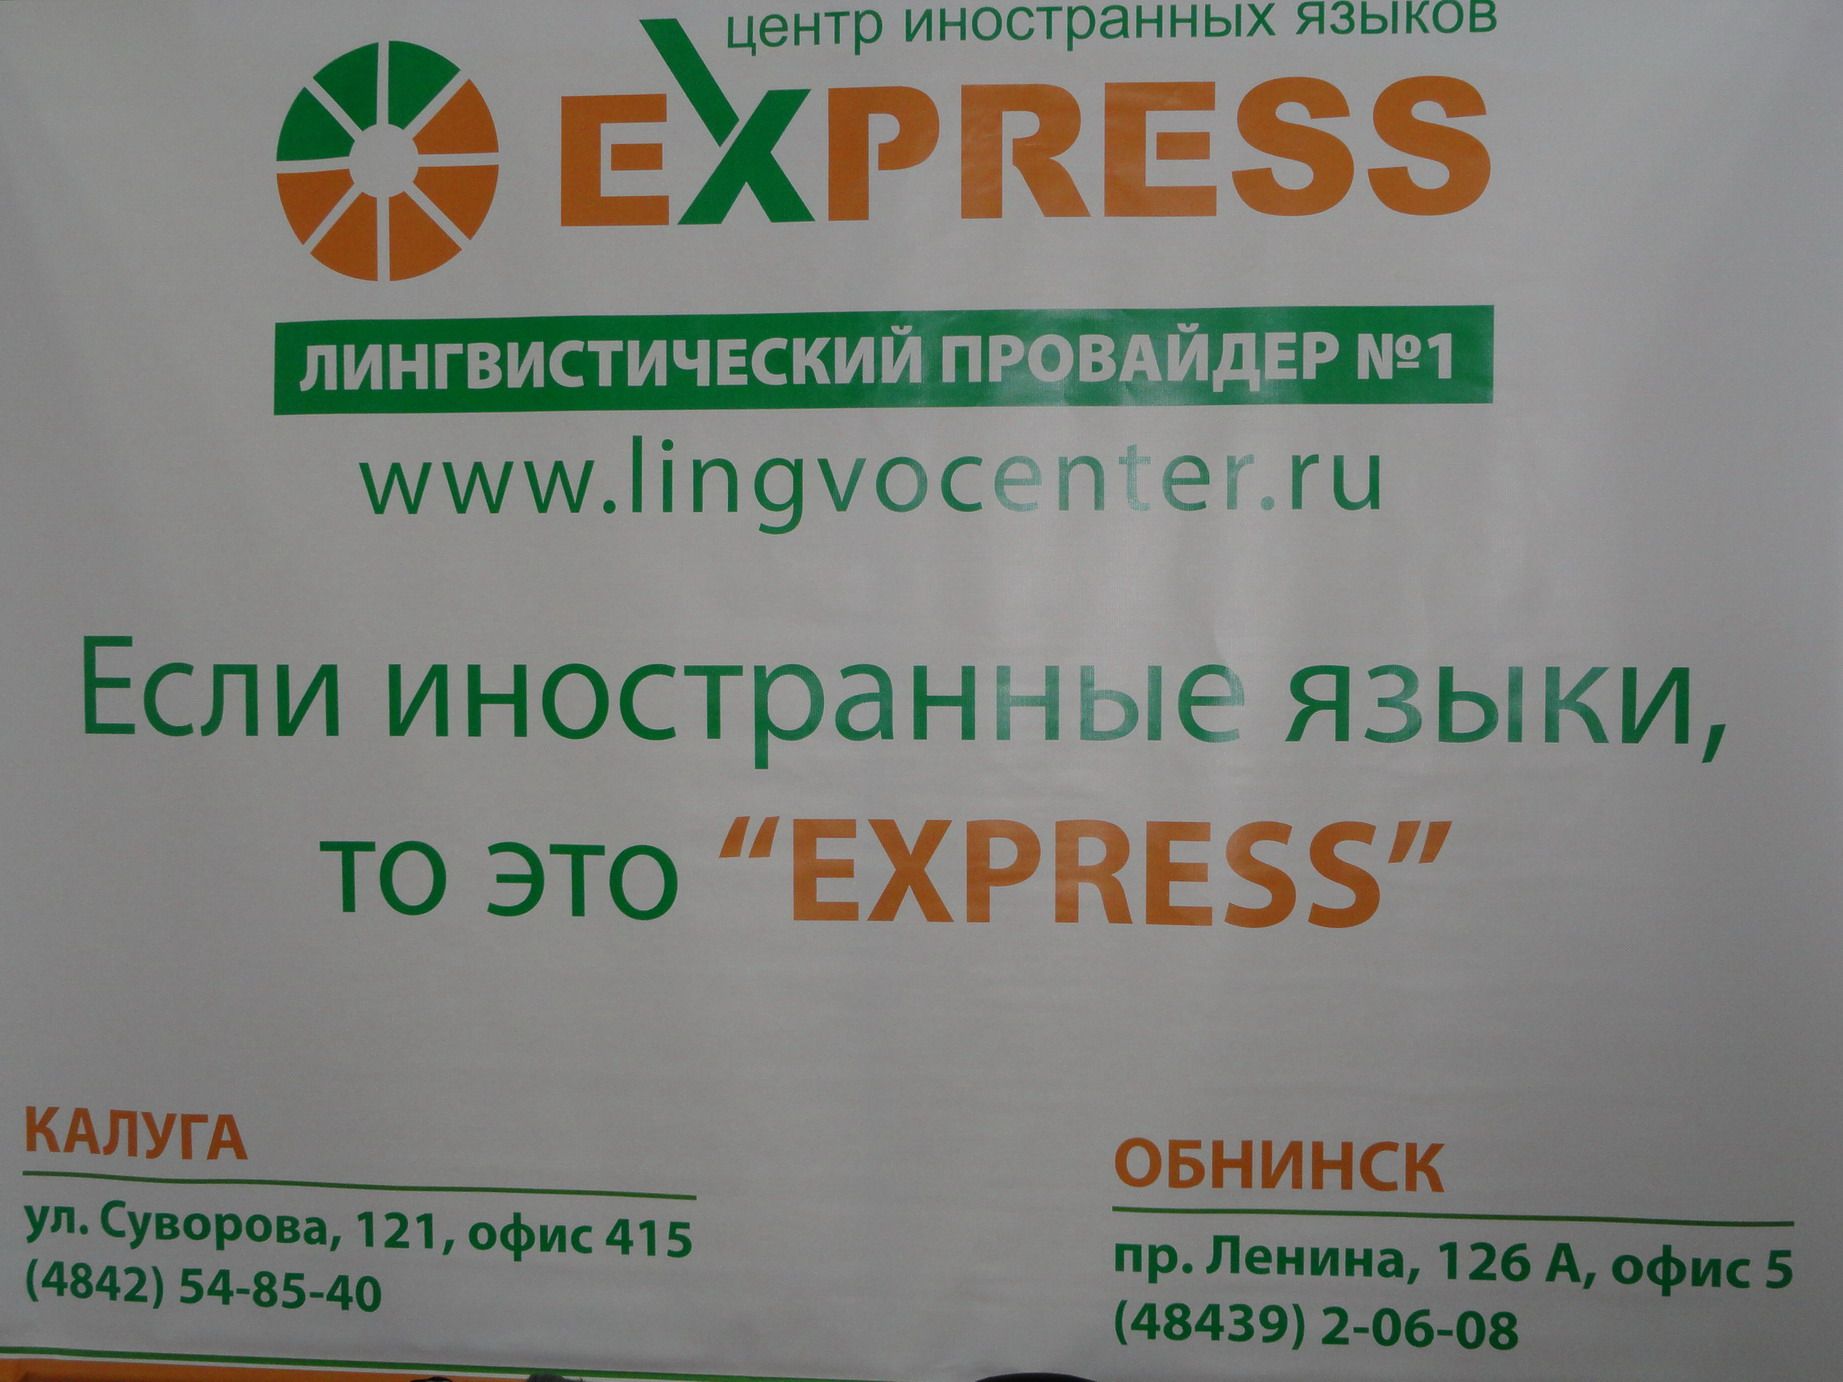 центр иностранных языков
EXPRESS
ЛИНГВИСТИЧЕСКИЙ ПРОВАЙДЕР №1
www.lingvocenter.ru
Если иностранные языки,
то это “EXPRESS”
КАЛУГА
ул. Суворова, 121, офис 415
(4842) 54-85-40
ОБНИНСК
пр. Ленина, 126 А, офис 5
(48439) 2-06-08